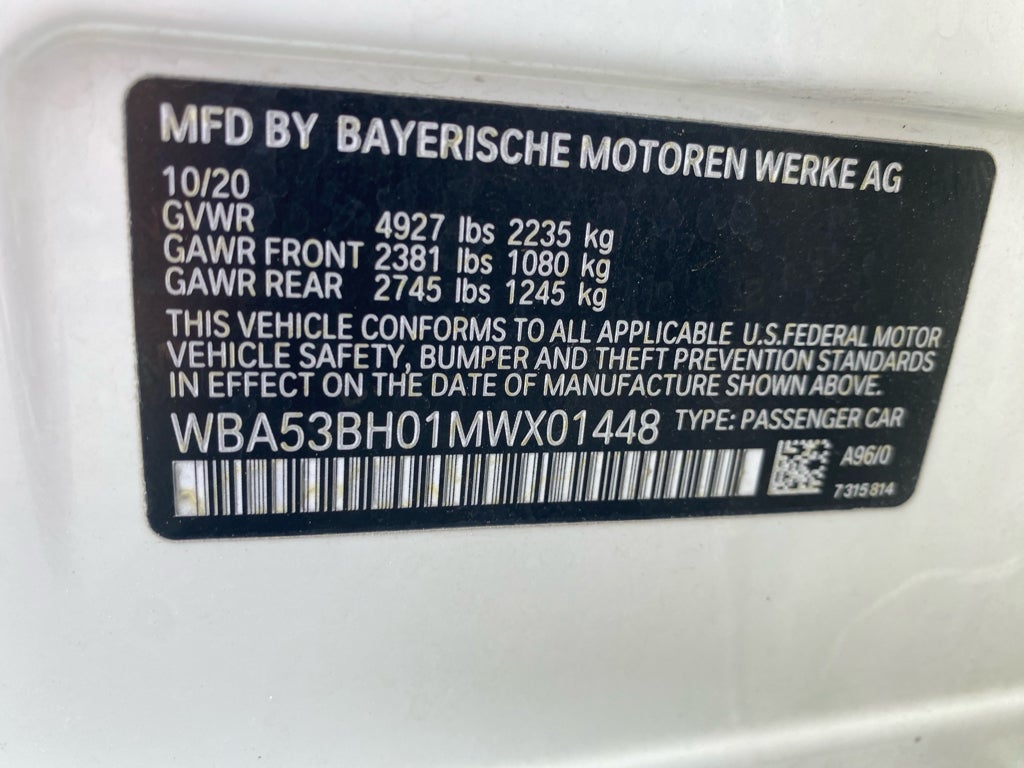 MFD BY BAYERISCHE MOTOREN WERKE AG
10/20
GVWR 4927 lbs 2235 kg
GAWR FRONT 2381 lbs 1080 kg
GAWR REAR 2745 lbs 1245 kg
THIS VEHICLE CONFORMS TO ALL APPLICABLE U.S.FEDERAL MOTOR
VEHICLE SAFETY, BUMPER AND THEFT PREVENTION STANDARDS
IN EFFECT ON THE DATE OF MANUFACTURE SHOWN ABOVE.
WBA53BH01MWX01448 TYPE: PASSENGER CAR
A96/0
7315814